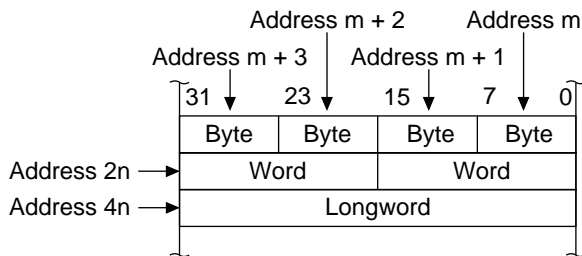 Address m + 2 Address m
Address m + 3 Address m + 1
31 23 15 7 0
Byte Byte Byte Byte
Address 2n Word Word
Address 4n Longword